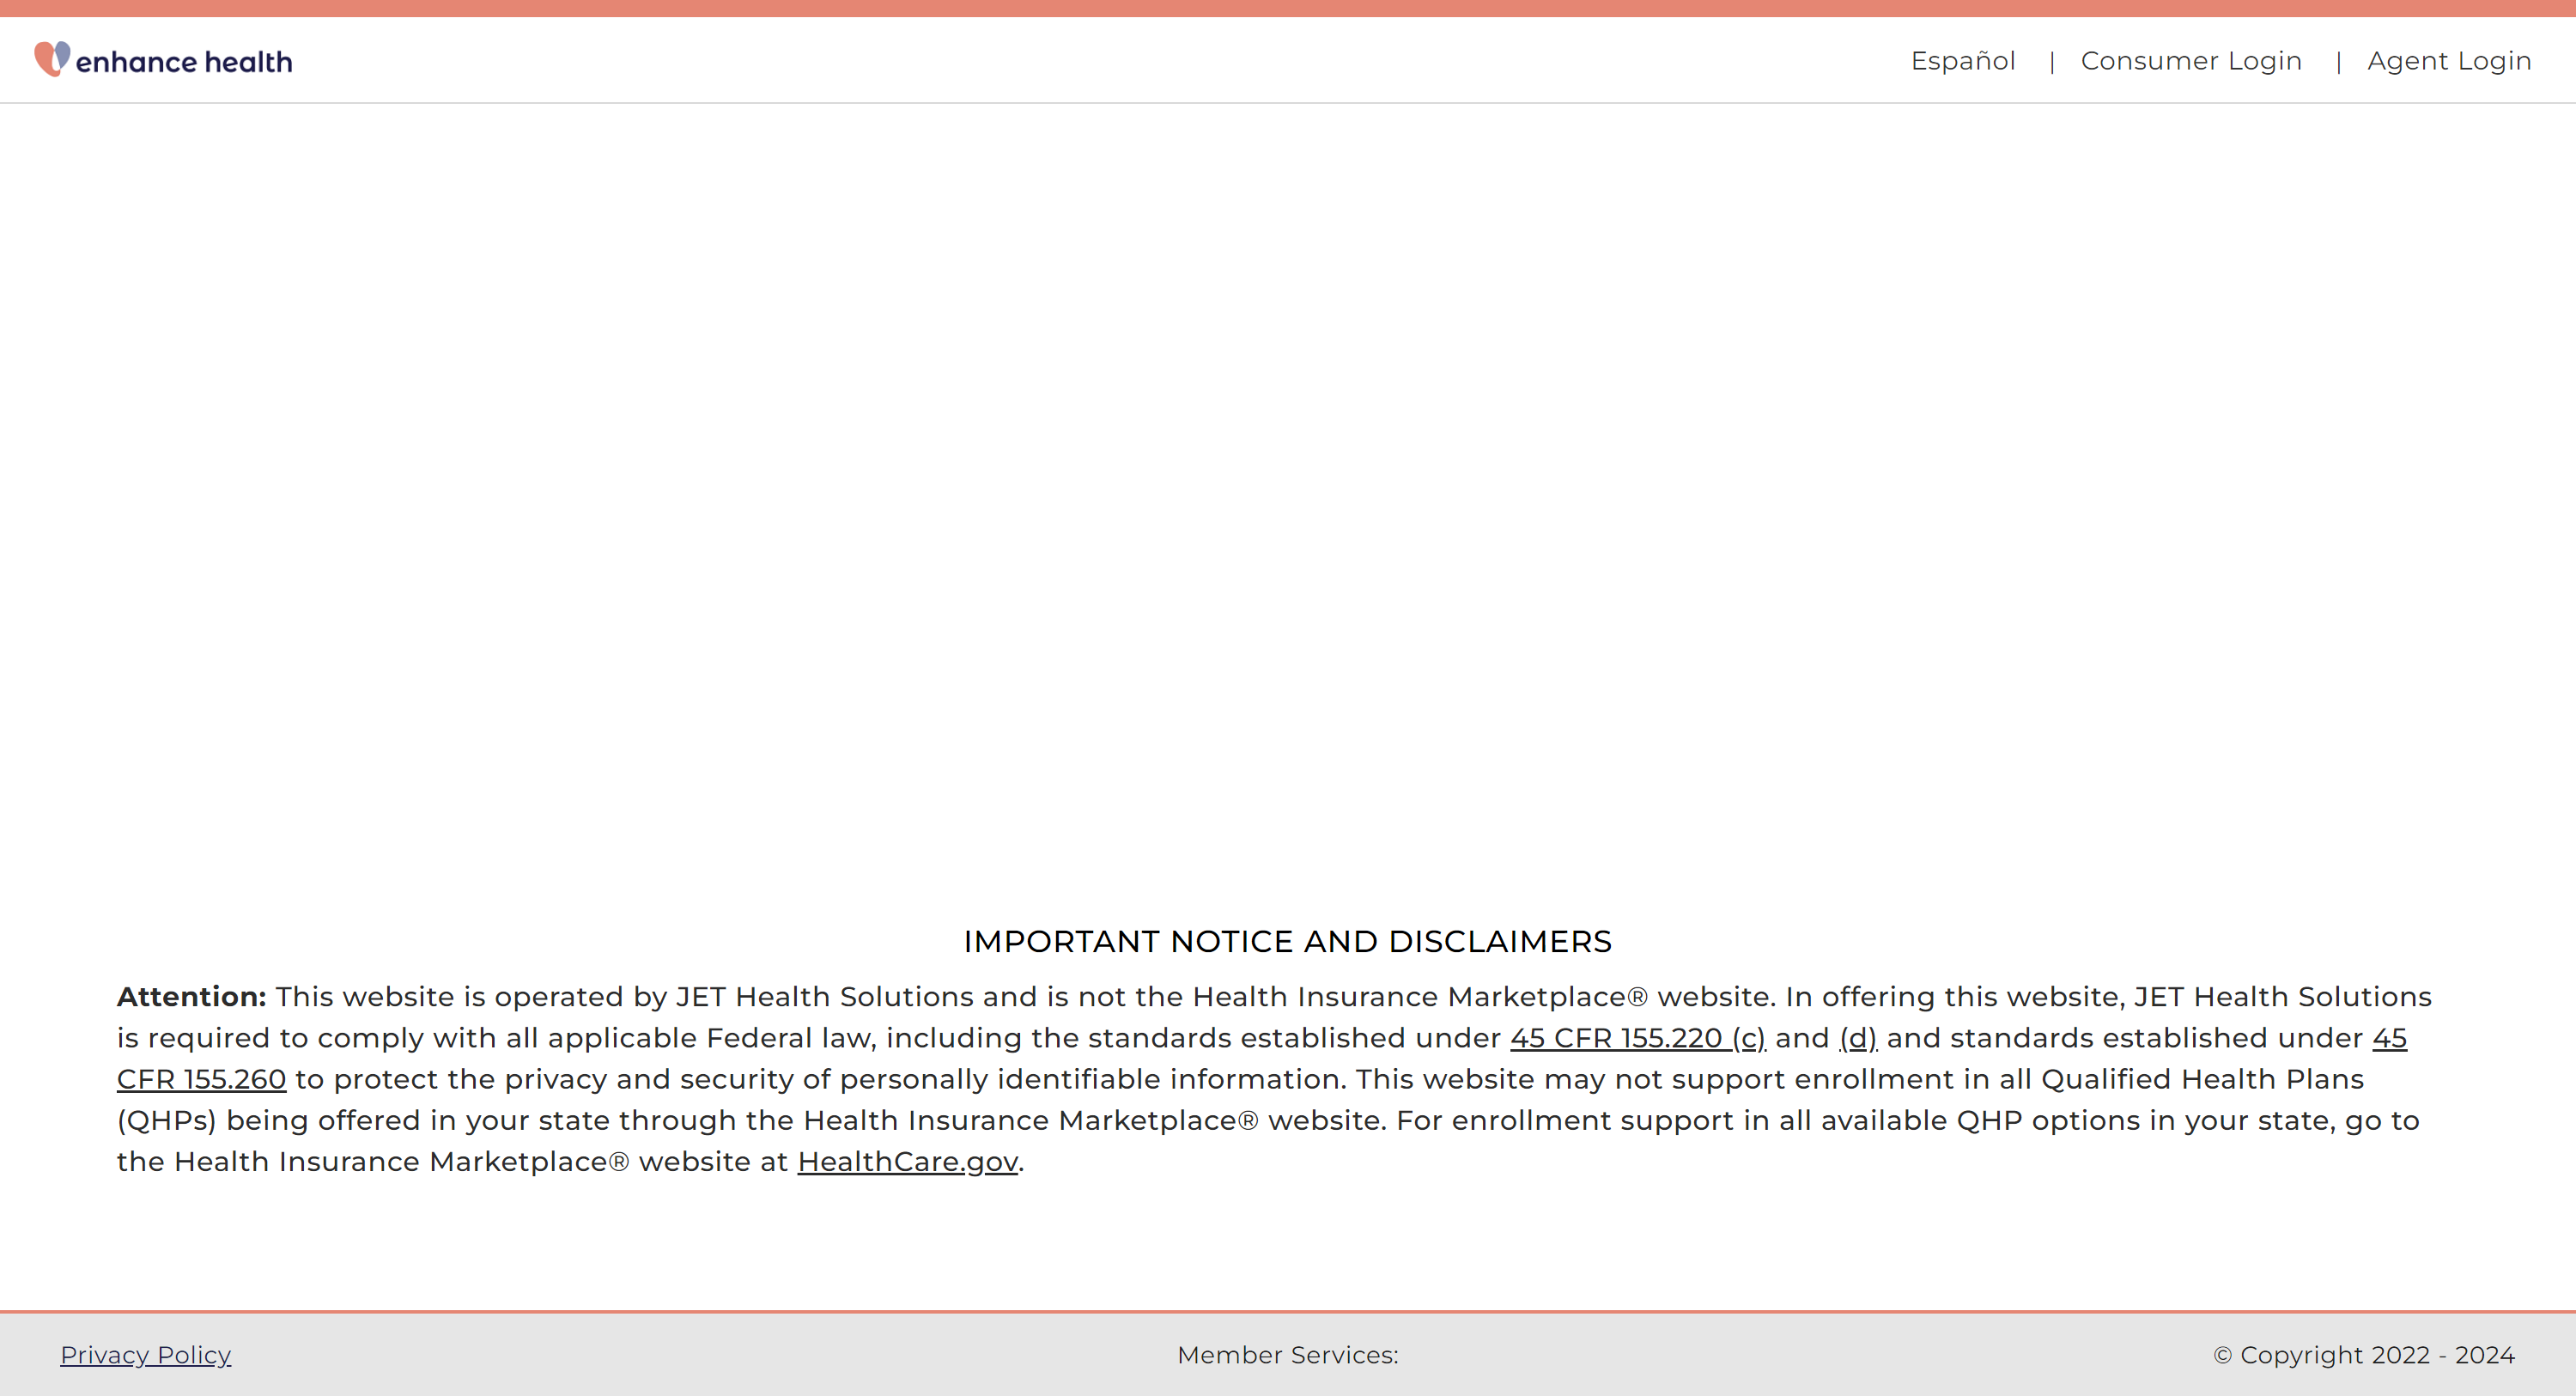 enhance health
Español | Consumer Login | Agent Login
IMPORTANT NOTICE AND DISCLAIMERS
Attention: This website is operated by JET Health Solutions and is not the Health Insurance Marketplace® website. In offering this website, JET Health Solutions
is required to comply with all applicable Federal law, including the standards established under 45 CFR 155.220 (c) and (d) and standards established under 45
CFR 155.260 to protect the privacy and security of personally identifiable information. This website may not support enrollment in all Qualified Health Plans
(QHPs) being offered in your state through the Health Insurance Marketplace® website. For enrollment support in all available QHP options in your state, go to
the Health Insurance Marketplace® website at HealthCare.gov.
Privacy Policy
Member Services:
© Copyright 2022 - 2024